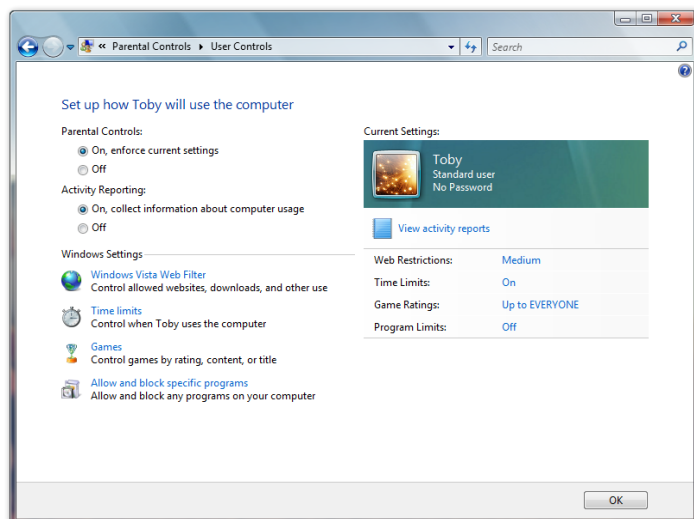 « Parental Controls ▸ User Controls
Search
Set up how Toby will use the computer
Parental Controls:
On, enforce current settings
Off
Activity Reporting:
On, collect information about computer usage
Off
Windows Settings
Windows Vista Web Filter
Control allowed websites, downloads, and other use
Time limits
Control when Toby uses the computer
Games
Control games by rating, content, or title
Allow and block specific programs
Allow and block any programs on your computer
Current Settings:
Toby
Standard user
No Password
View activity reports
Web Restrictions: Medium
Time Limits: On
Game Ratings: Up to EVERYONE
Program Limits: Off
OK